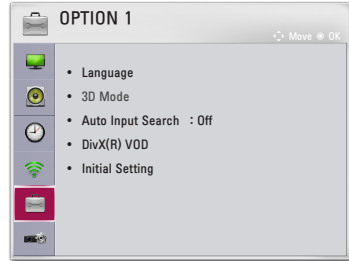 OPTION 1
Move OK
• Language
• 3D Mode
• Auto Input Search : Off
• DivX(R) VOD
• Initial Setting